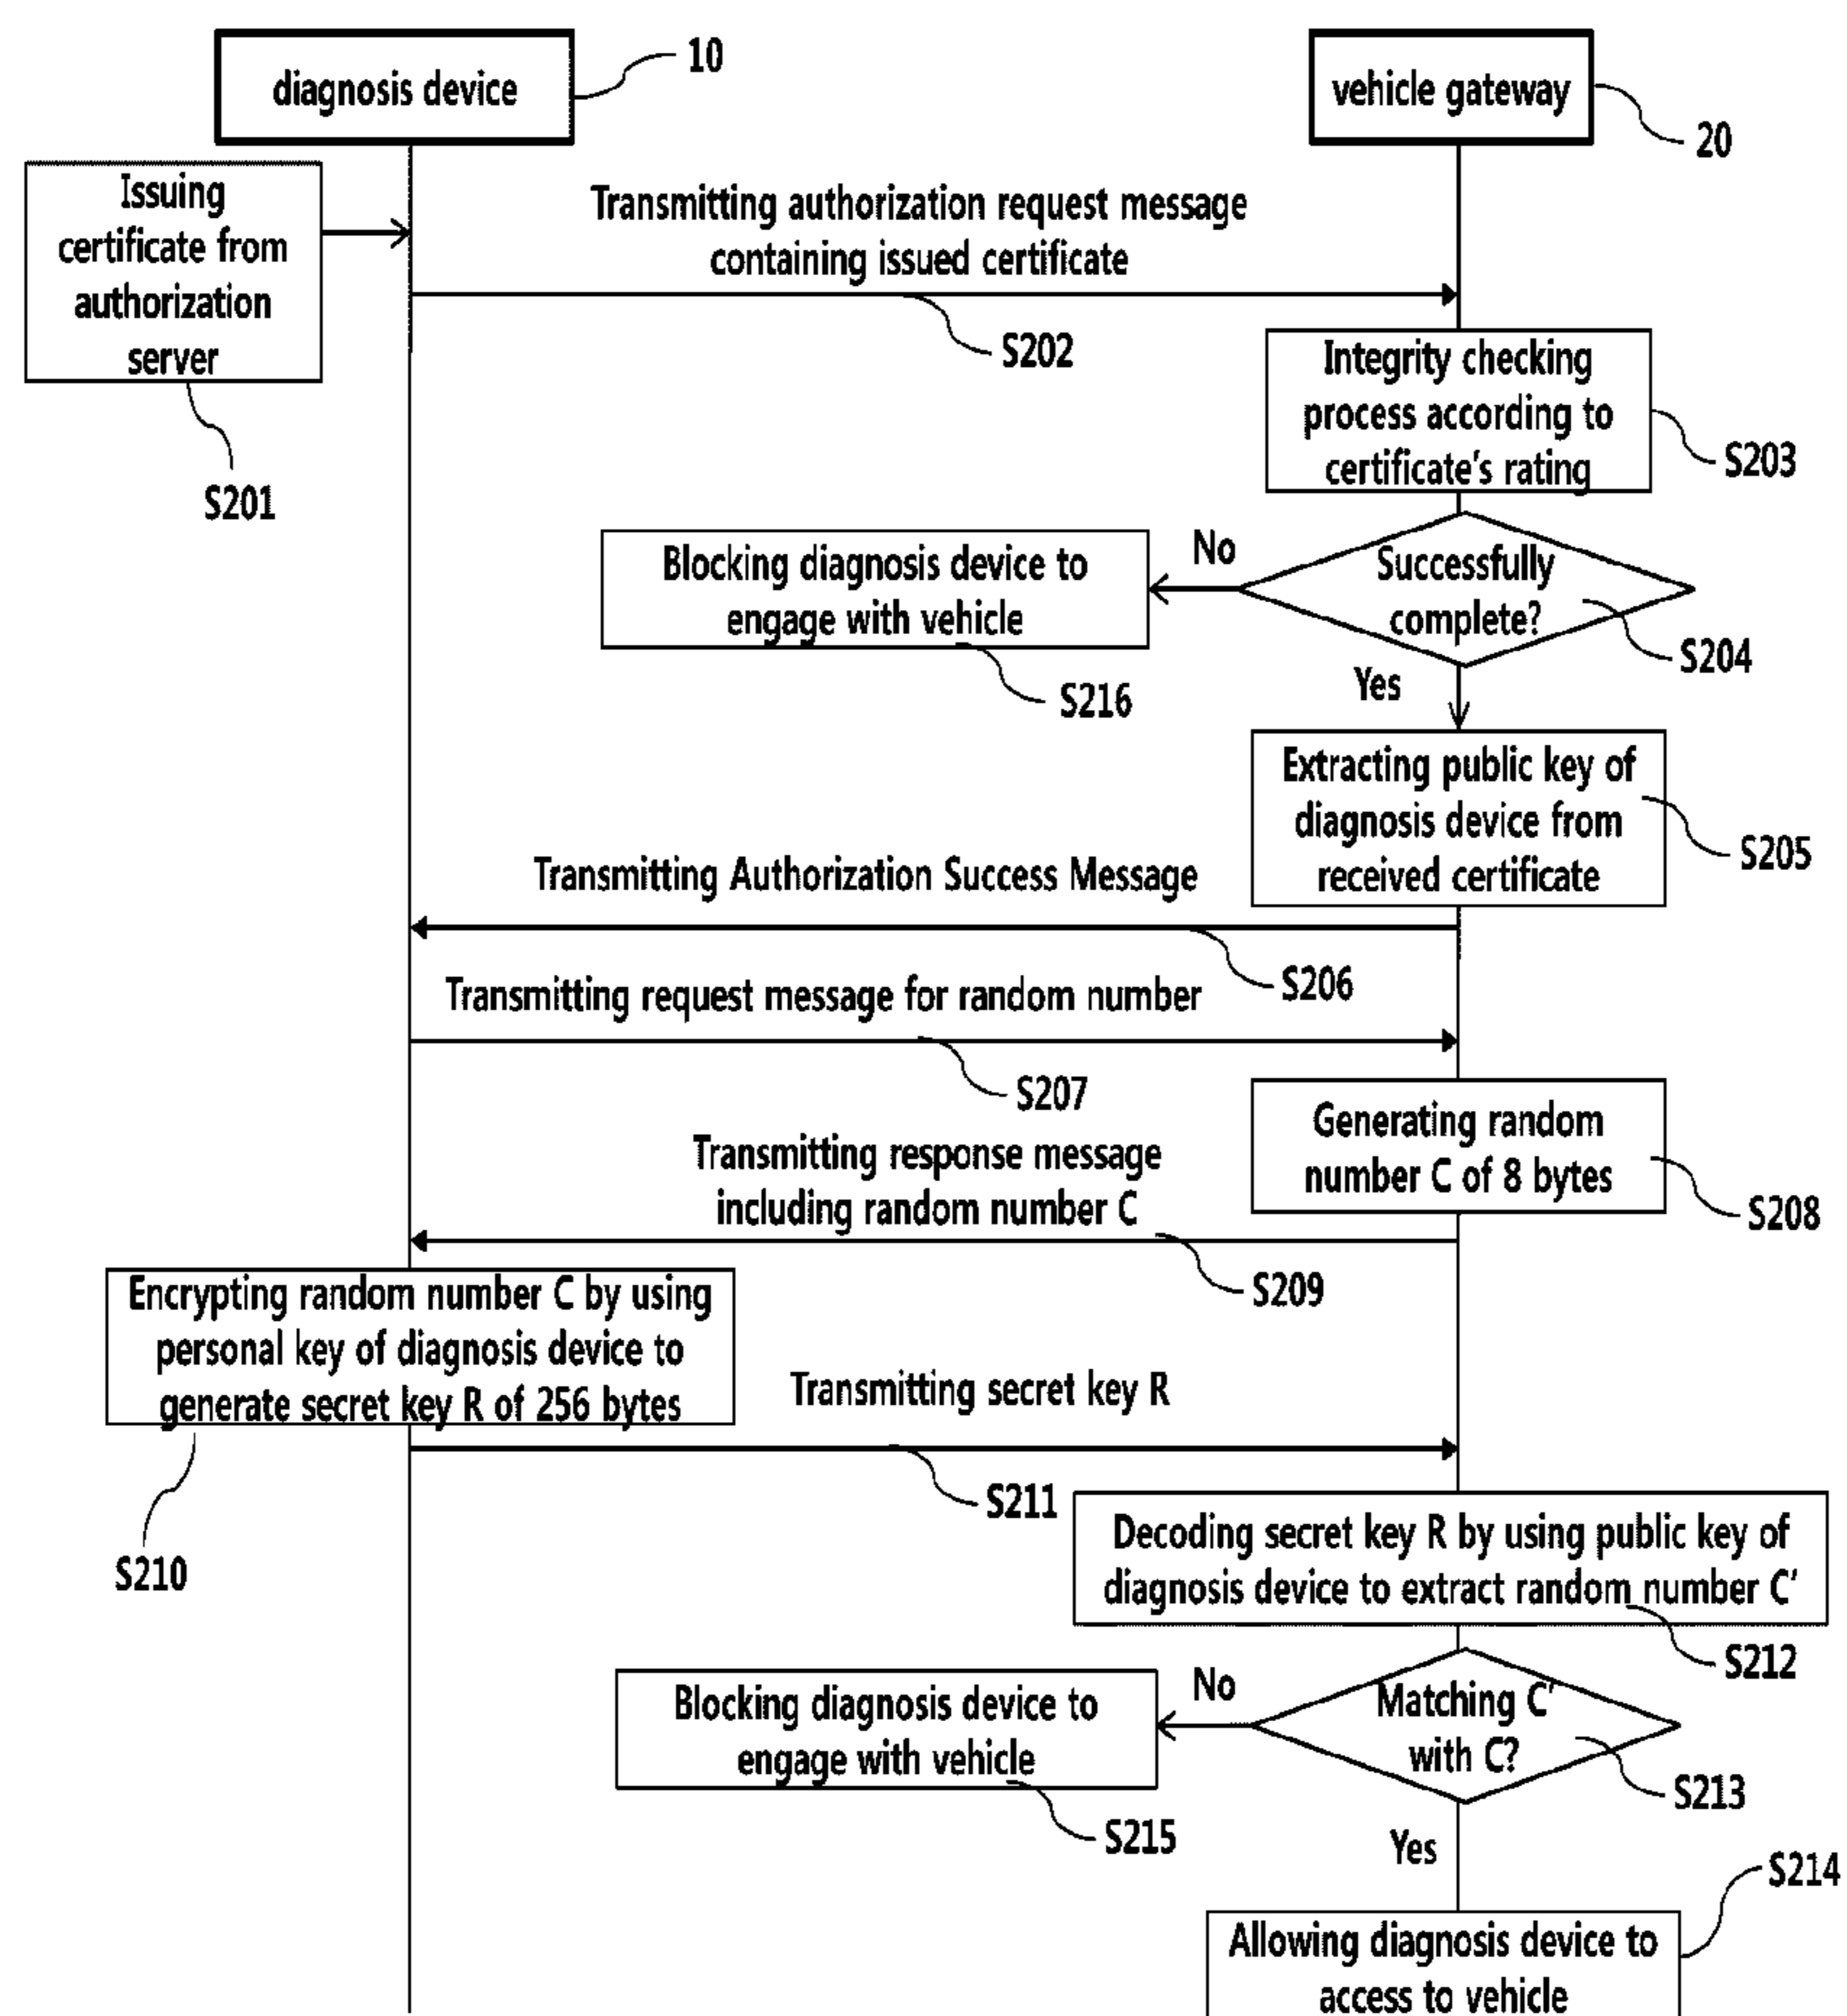 diagnosis device
10
vehicle gateway
20
Issuing
certificate from
authorization
server
S201
Transmitting authorization request message
containing issued certificate
S202
Integrity checking
process according to
certificate's rating
S203
Successfully
complete?
S204
No
Blocking diagnosis device to
engage with vehicle
S216
Yes
Extracting public key of
diagnosis device from
received certificate
S205
Transmitting Authorization Success Message
S206
Transmitting request message for random number
S207
Generating random
number C of 8 bytes
S208
Transmitting response message
including random number C
S209
Encrypting random number C by using
personal key of diagnosis device to
generate secret key R of 256 bytes
S210
Transmitting secret key R
S211
Decoding secret key R by using public key of
diagnosis device to extract random number C'
S212
Matching C'
with C?
S213
No
Blocking diagnosis device to
engage with vehicle
S215
Yes
S214
Allowing diagnosis device to
access to vehicle